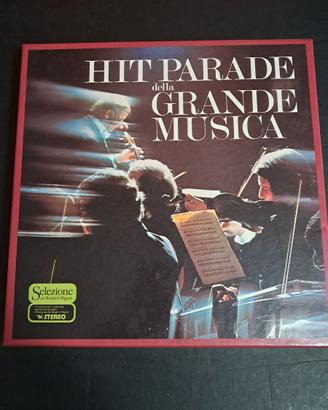 HIT PARADE
della
GRANDE
MUSICA
Selezione
dal Reader's Digest
STEREO